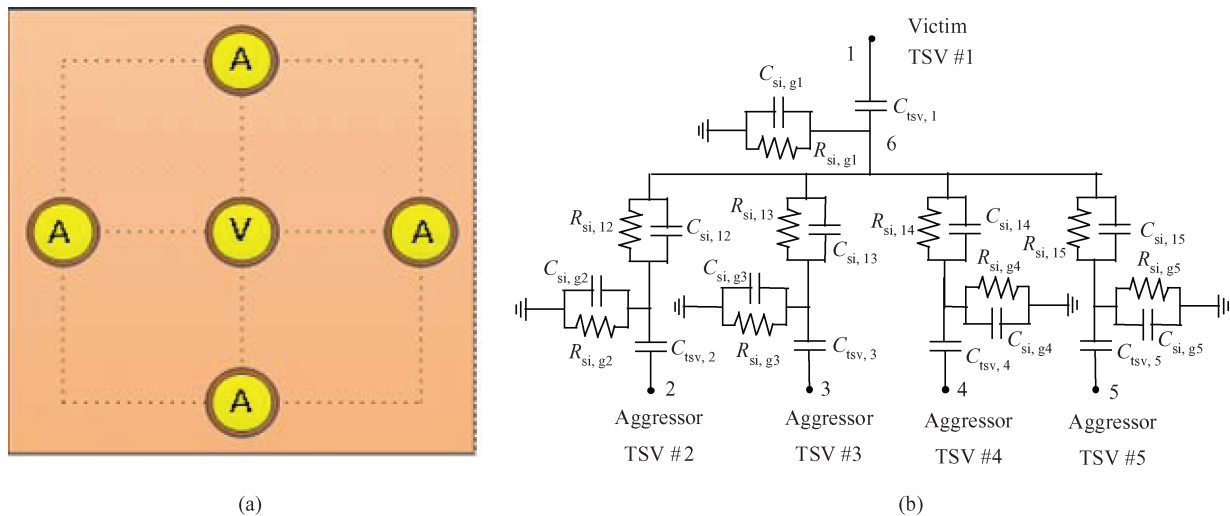 A
A
V
A
A
(a)
Victim
TSV #1
1
C_tsv, 1
C_si, g1
R_si, g1
6
R_si, 12
C_si, 12
R_si, 13
C_si, 13
R_si, 14
C_si, 14
R_si, 15
C_si, 15
C_si, g2
R_si, g2
C_tsv, 2
C_si, g3
R_si, g3
C_tsv, 3
R_si, g4
C_si, g4
C_tsv, 4
R_si, g5
C_si, g5
C_tsv, 5
2
3
4
5
Aggressor
TSV #2
Aggressor
TSV #3
Aggressor
TSV #4
Aggressor
TSV #5
(b)